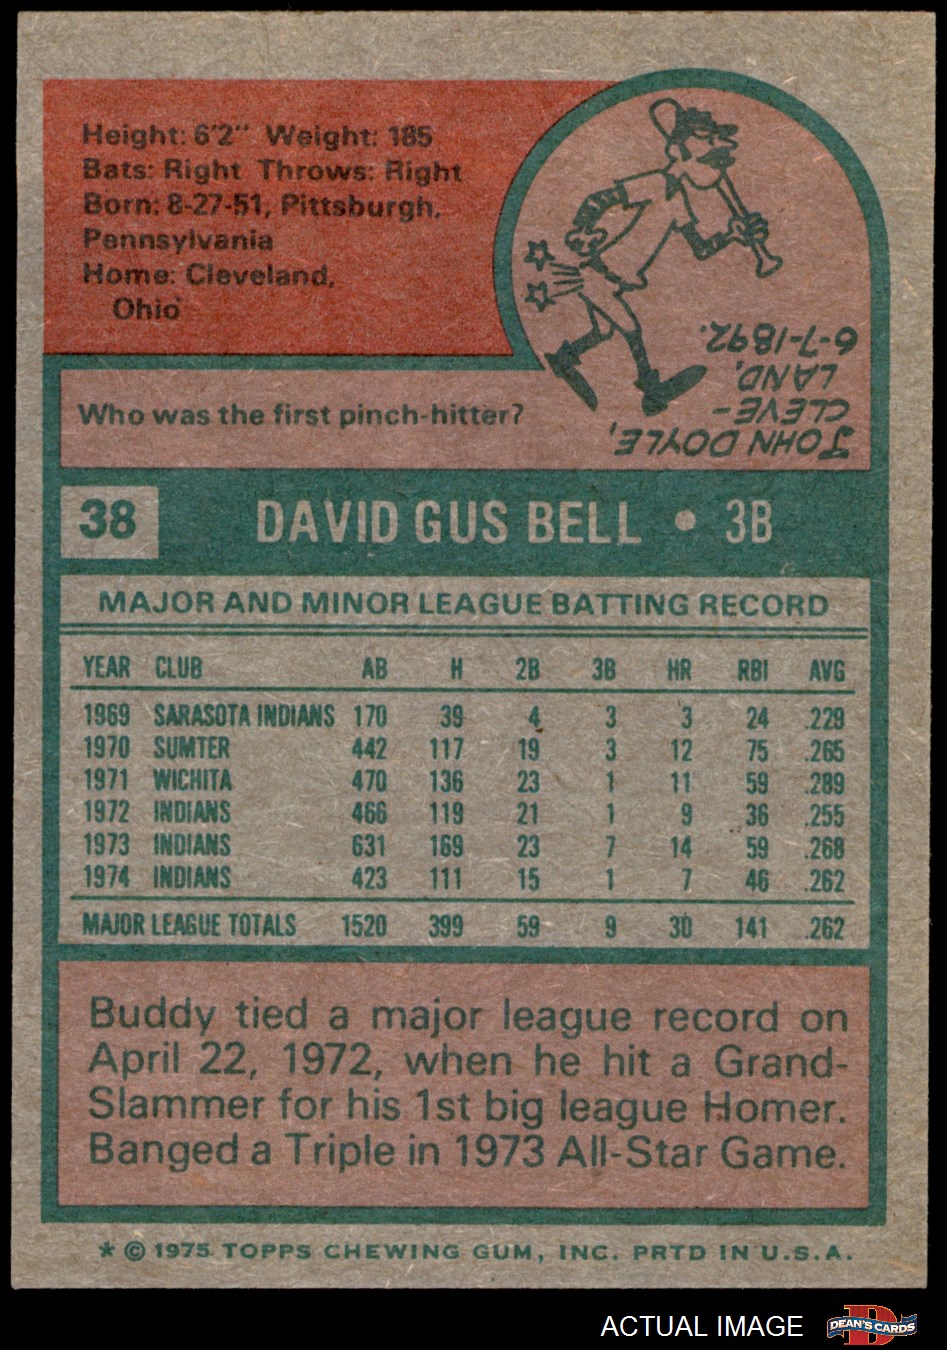 Height: 6'2" Weight: 185
Bats: Right Throws: Right
Born: 8-27-51, Pittsburgh,
Pennsylvania
Home: Cleveland,
Ohio
Who was the first pinch-hitter?
JOHN DOYLE,
CLEVE-
LAND,
6-7-1892.
38 DAVID GUS BELL • 3B
MAJOR AND MINOR LEAGUE BATTING RECORD
YEAR CLUB AB H 2B 3B HR RBI AVG
1969 SARASOTA INDIANS 170 39 4 3 3 24 .229
1970 SUMTER 442 117 19 3 12 75 .265
1971 WICHITA 470 136 23 1 11 59 .289
1972 INDIANS 466 119 21 1 9 36 .255
1973 INDIANS 631 169 23 7 14 59 .268
1974 INDIANS 423 111 15 1 7 46 .262
MAJOR LEAGUE TOTALS 1520 399 59 9 30 141 .262
Buddy tied a major league record on
April 22, 1972, when he hit a Grand-
Slammer for his 1st big league Homer.
Banged a Triple in 1973 All-Star Game.
* © 1975 TOPPS CHEWING GUM, INC. PRTD IN U.S.A.
ACTUAL IMAGE D DEAN'S CARDS